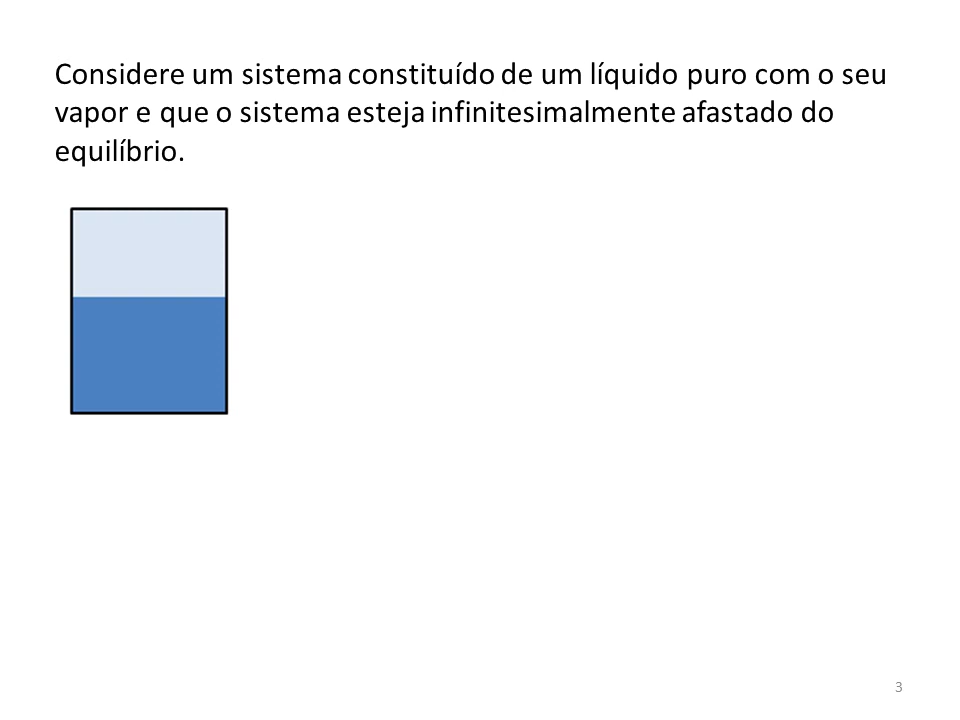 Considere um sistema constituído de um líquido puro com o seu
vapor e que o sistema esteja infinitesimalmente afastado do
equilíbrio.
3